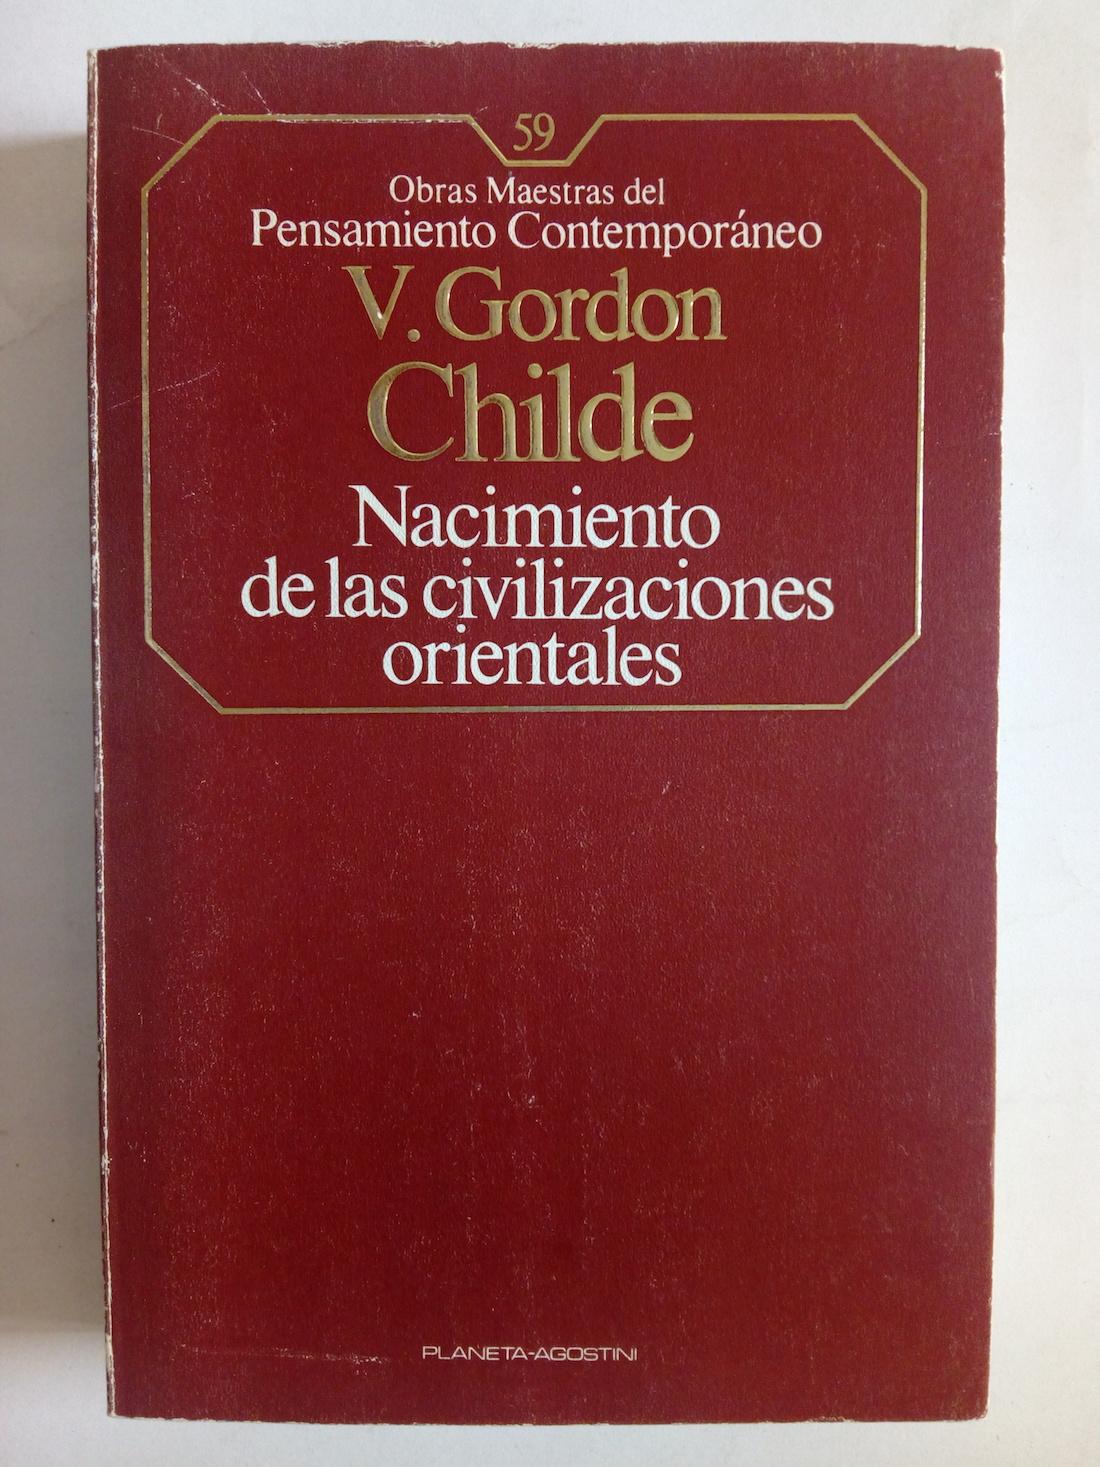 59
Obras Maestras del
Pensamiento Contemporáneo
V. Gordon
Childe
Nacimiento
de las civilizaciones
orientales
PLANETA-AGOSTINI